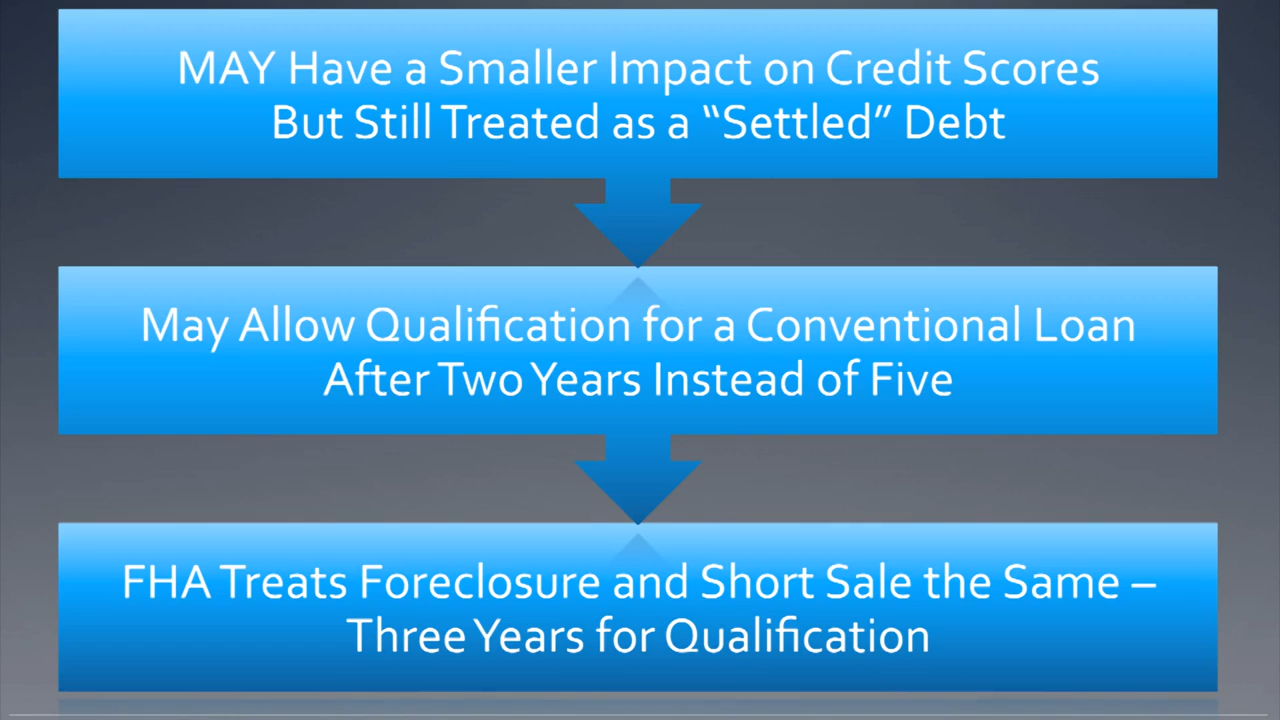 MAY Have a Smaller Impact on Credit Scores
But Still Treated as a “Settled” Debt
May Allow Qualification for a Conventional Loan
After Two Years Instead of Five
FHA Treats Foreclosure and Short Sale the Same –
Three Years for Qualification